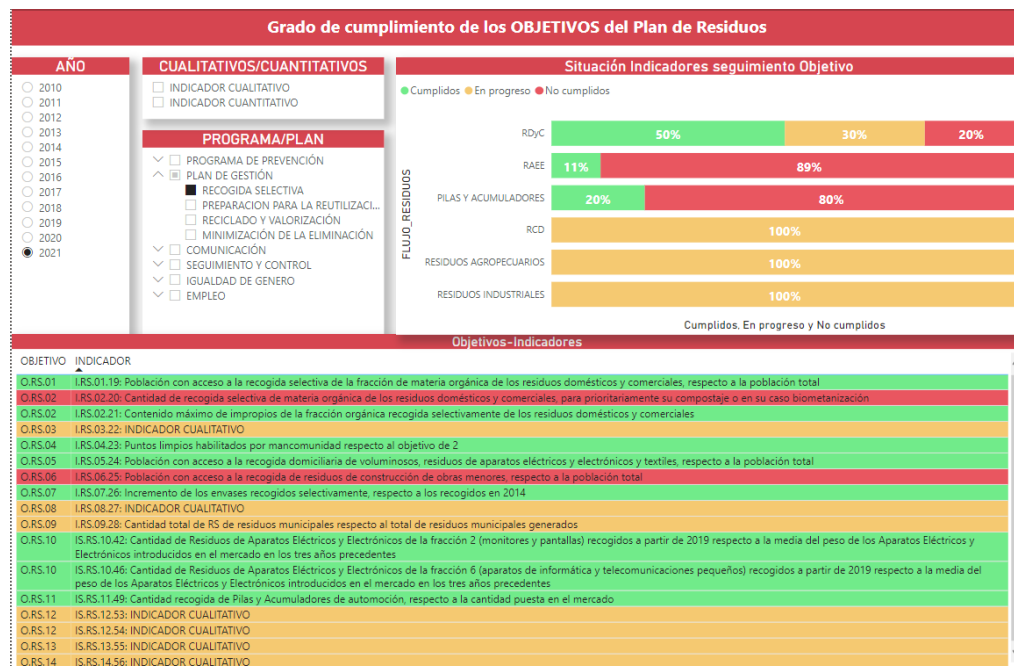 Grado de cumplimiento de los OBJETIVOS del Plan de Residuos
AÑO
2010
2011
2012
2013
2014
2015
2016
2017
2018
2019
2020
2021
CUALITATIVOS/CUANTITATIVOS
INDICADOR CUALITATIVO
INDICADOR CUANTITATIVO
PROGRAMA/PLAN
PROGRAMA DE PREVENCIÓN
PLAN DE GESTIÓN
RECOGIDA SELECTIVA
PREPARACION PARA LA REUTILIZACI...
RECICLADO Y VALORIZACIÓN
MINIMIZACIÓN DE LA ELIMINACIÓN
COMUNICACIÓN
SEGUIMIENTO Y CONTROL
IGUALDAD DE GENERO
EMPLEO
Situación Indicadores seguimiento Objetivo
Cumplidos En progreso No cumplidos
FLUJO_RESIDUOS
RDyC 50% 30% 20%
RAEE 11% 89%
PILAS Y ACUMULADORES 20% 80%
RCD 100%
RESIDUOS AGROPECUARIOS 100%
RESIDUOS INDUSTRIALES 100%
Cumplidos, En progreso y No cumplidos
Objetivos-Indicadores
OBJETIVO INDICADOR
O.RS.01 I.RS.01.19: Población con acceso a la recogida selectiva de la fracción de materia orgánica de los residuos domésticos y comerciales, respecto a la población total
O.RS.02 I.RS.02.20: Cantidad de recogida selectiva de materia orgánica de los residuos domésticos y comerciales, para prioritariamente su compostaje o en su caso biometanización
O.RS.02 I.RS.02.21: Contenido máximo de impropios de la fracción orgánica recogida selectivamente de los residuos domésticos y comerciales
O.RS.03 I.RS.03.22: INDICADOR CUALITATIVO
O.RS.04 I.RS.04.23: Puntos limpios habilitados por mancomunidad respecto al objetivo de 2
O.RS.05 I.RS.05.24: Población con acceso a la recogida domiciliaria de voluminosos, residuos de aparatos eléctricos y electrónicos y textiles, respecto a la población total
O.RS.06 I.RS.06.25: Población con acceso a la recogida de residuos de construcción de obras menores, respecto a la población total
O.RS.07 I.RS.07.26: Incremento de los envases recogidos selectivamente, respecto a los recogidos en 2014
O.RS.08 I.RS.08.27: INDICADOR CUALITATIVO
O.RS.09 I.RS.09.28: Cantidad total de RS de residuos municipales respecto al total de residuos municipales generados
O.RS.10 IS.RS.10.42: Cantidad de Residuos de Aparatos Eléctricos y Electrónicos de la fracción 2 (monitores y pantallas) recogidos a partir de 2019 respecto a la media del peso de los Aparatos Eléctricos y
Electrónicos introducidos en el mercado en los tres años precedentes
O.RS.10 IS.RS.10.46: Cantidad de Residuos de Aparatos Eléctricos y Electrónicos de la fracción 6 (aparatos de informática y telecomunicaciones pequeños) recogidos a partir de 2019 respecto a la media del
peso de los Aparatos Eléctricos y Electrónicos introducidos en el mercado en los tres años precedentes
O.RS.11 IS.RS.11.49: Cantidad recogida de Pilas y Acumuladores de automoción, respecto a la cantidad puesta en el mercado
O.RS.12 IS.RS.12.53: INDICADOR CUALITATIVO
O.RS.12 IS.RS.12.54: INDICADOR CUALITATIVO
O.RS.13 IS.RS.13.55: INDICADOR CUALITATIVO
O.RS.14 IS.RS.14.56: INDICADOR CUALITATIVO